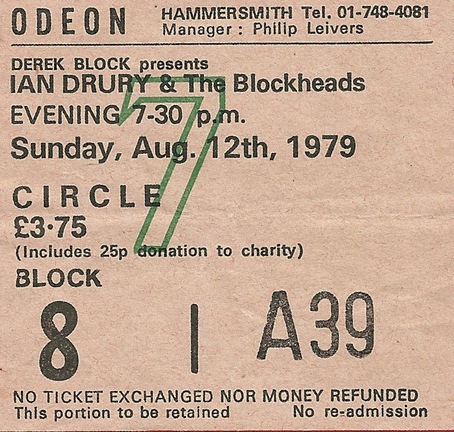 ODEON HAMMERSMITH Tel. 01-748-4081
Manager : Philip Leivers
DEREK BLOCK presents
IAN DRURY & The Blockheads
EVENING 7-30 p.m.
Sunday, Aug. 12th, 1979
7
CIRCLE
£3·75
(Includes 25p donation to charity)
BLOCK
8 | A39
NO TICKET EXCHANGED NOR MONEY REFUNDED
This portion to be retained No re-admission